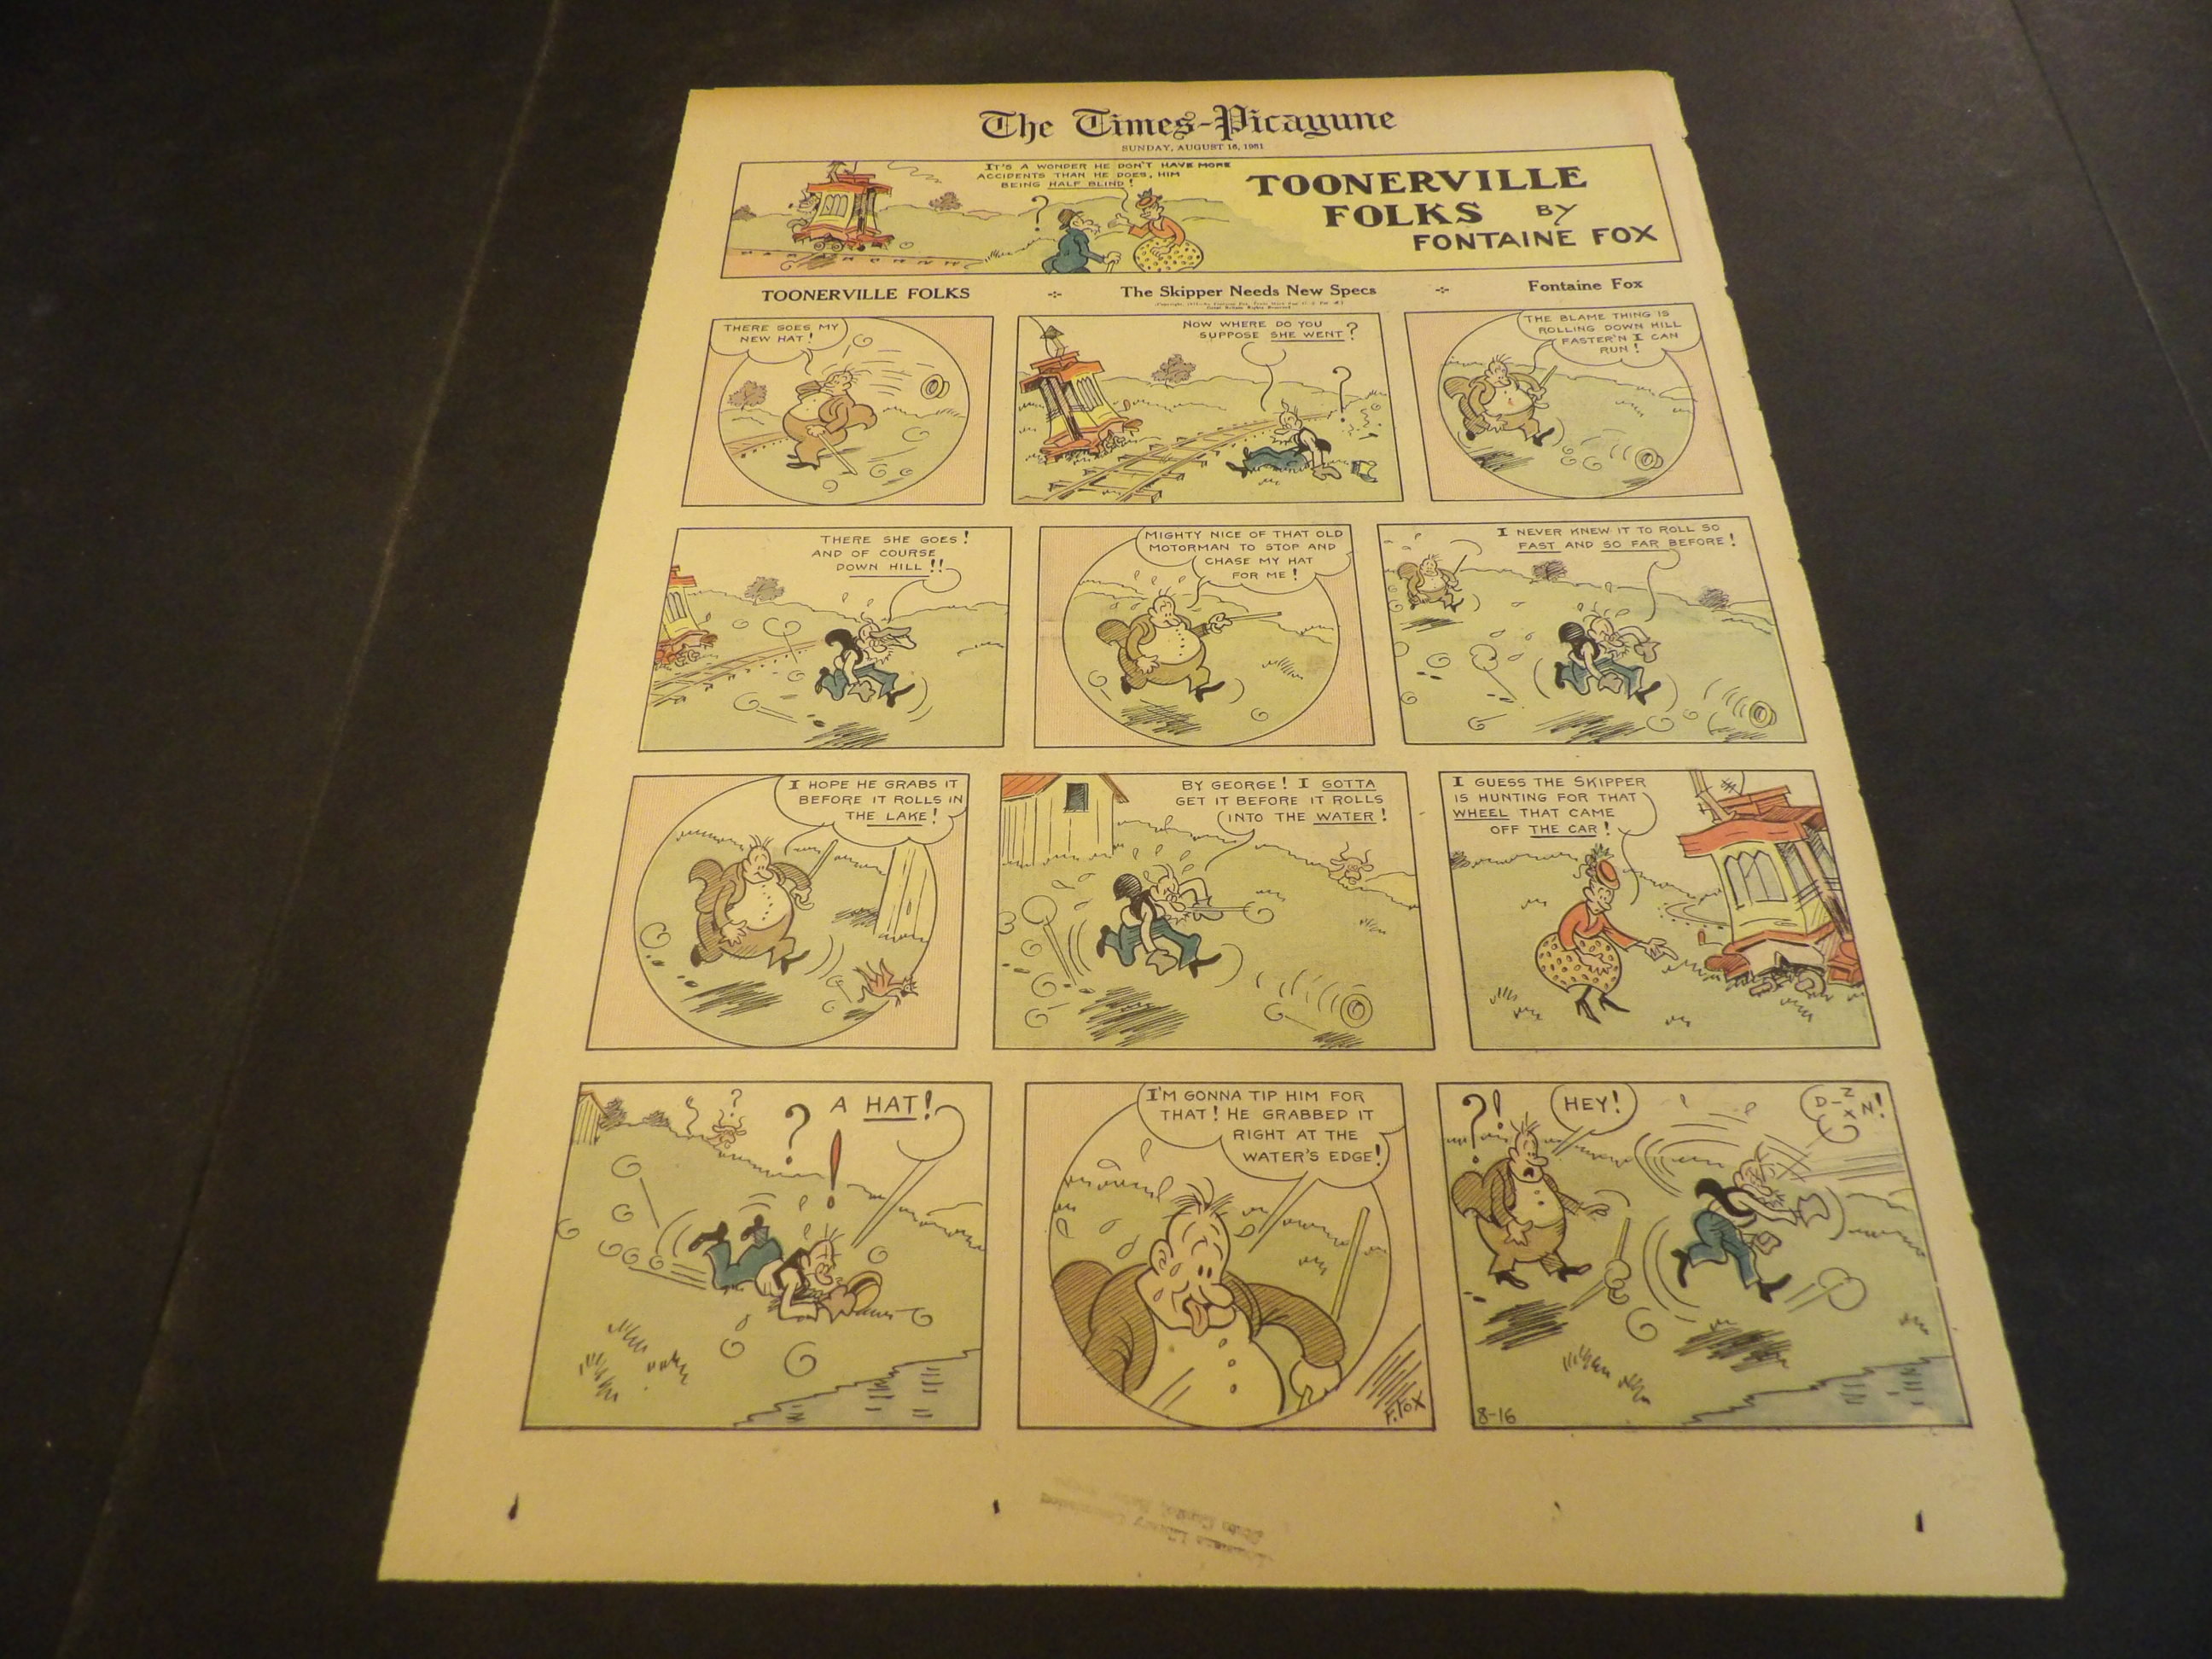 The Times-Picayune
SUNDAY, AUGUST 16, 1931
IT'S A WONDER HE DON'T HAVE MORE
ACCIDENTS THAN HE DOES, HIM
BEING HALF BLIND!
?
TOONERVILLE
FOLKS BY
FONTAINE FOX
TOONERVILLE FOLKS
The Skipper Needs New Specs
Fontaine Fox
THERE GOES MY
NEW HAT!
NOW WHERE DO YOU
SUPPOSE SHE WENT?
?
THE BLAME THING IS
ROLLING DOWN HILL
FASTER'N I CAN
RUN!
THERE SHE GOES!
AND OF COURSE
DOWN HILL!!
MIGHTY NICE OF THAT OLD
MOTORMAN TO STOP AND
CHASE MY HAT
FOR ME!
I NEVER KNEW IT TO ROLL SO
FAST AND SO FAR BEFORE!
I HOPE HE GRABS IT
BEFORE IT ROLLS IN
THE LAKE!
BY GEORGE! I GOTTA
GET IT BEFORE IT ROLLS
INTO THE WATER!
I GUESS THE SKIPPER
IS HUNTING FOR THAT
WHEEL THAT CAME
OFF THE CAR!
?
? !
A HAT!
I'M GONNA TIP HIM FOR
THAT! HE GRABBED IT
RIGHT AT THE
WATER'S EDGE!
F. FOX
?!
HEY!
D-ZXN!
8-16